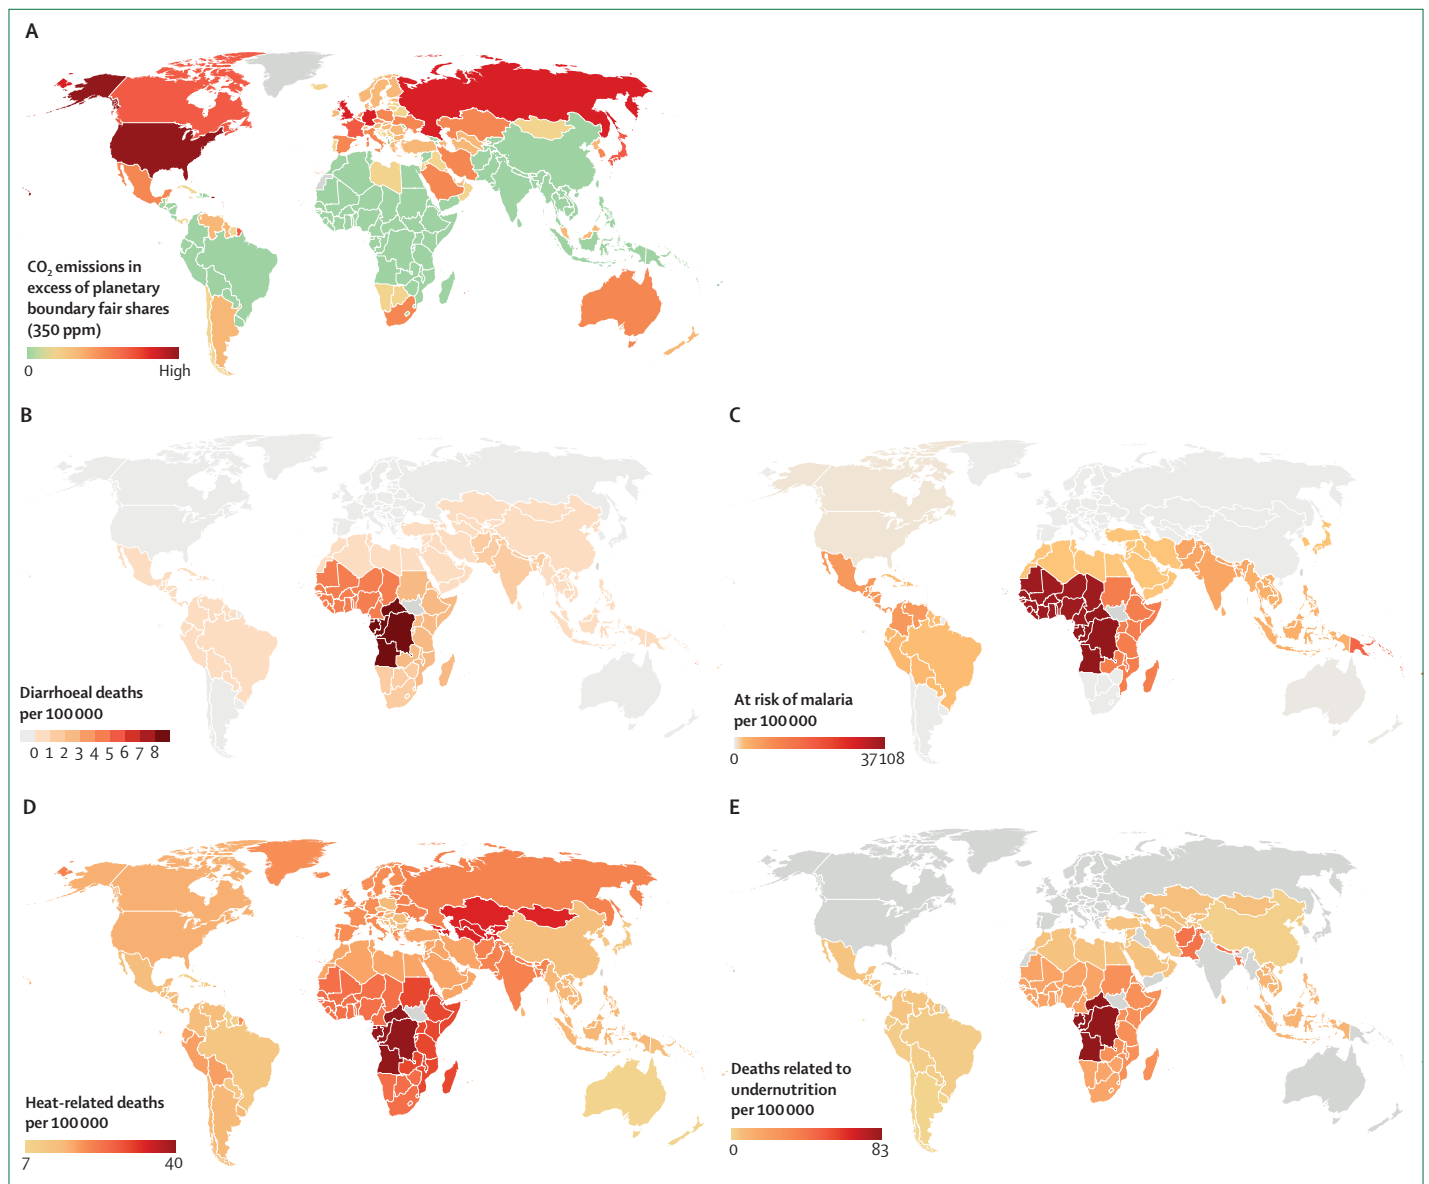 A
CO₂ emissions in
excess of planetary
boundary fair shares
(350 ppm)
0 High
B
Diarrhoeal deaths
per 100 000
0 1 2 3 4 5 6 7 8
C
At risk of malaria
per 100 000
0 37 108
D
Heat-related deaths
per 100 000
7 40
E
Deaths related to
undernutrition
per 100 000
0 83